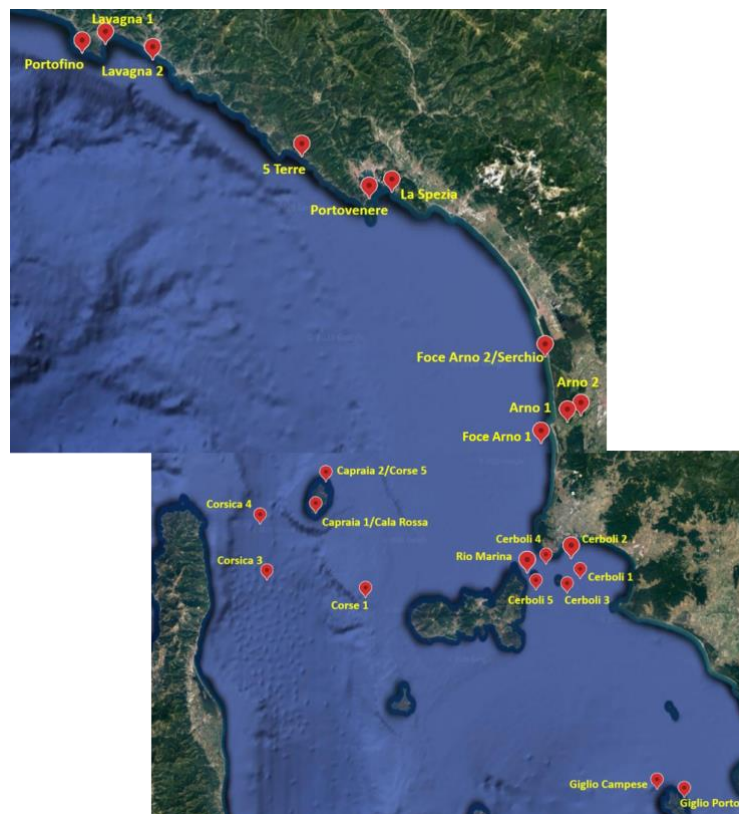 Lavagna 1
Portofino
Lavagna 2
5 Terre
La Spezia
Portovenere
Foce Arno 2/Serchio
Arno 2
Arno 1
Foce Arno 1
Capraia 2/Corse 5
Corsica 4
Capraia 1/Cala Rossa
Cerboli 4
Cerboli 2
Rio Marina
Corsica 3
Cerboli 1
Corse 1
Cerboli 5
Cerboli 3
Giglio Campese
Giglio Porto